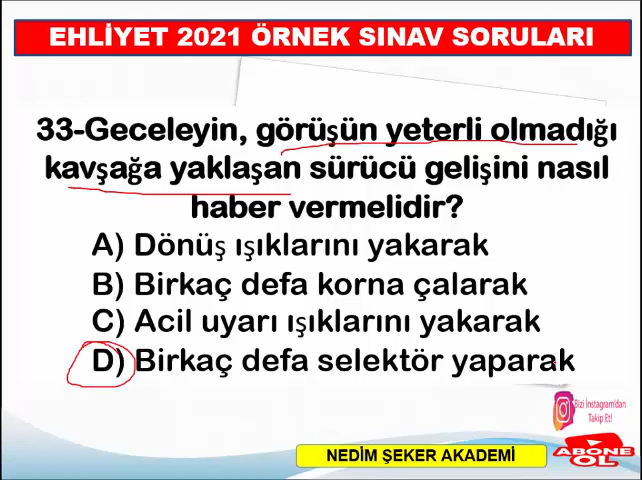 EHLİYET 2021 ÖRNEK SINAV SORULARI
33-Geceleyin, görüşün yeterli olmadığı
kavşağa yaklaşan sürücü gelişini nasıl
haber vermelidir?
A) Dönüş ışıklarını yakarak
B) Birkaç defa korna çalarak
C) Acil uyarı ışıklarını yakarak
D) Birkaç defa selektör yaparak
Bizi Instagram'dan
Takip Et!
NEDİM ŞEKER AKADEMİ
ABONE
OL